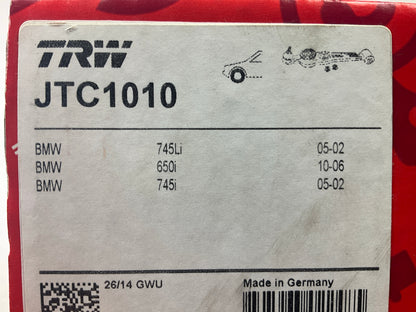 TRW
JTC1010
BMW 745Li 05-02
BMW 650i 10-06
BMW 745i 05-02
26/14 GWU Made in Germany